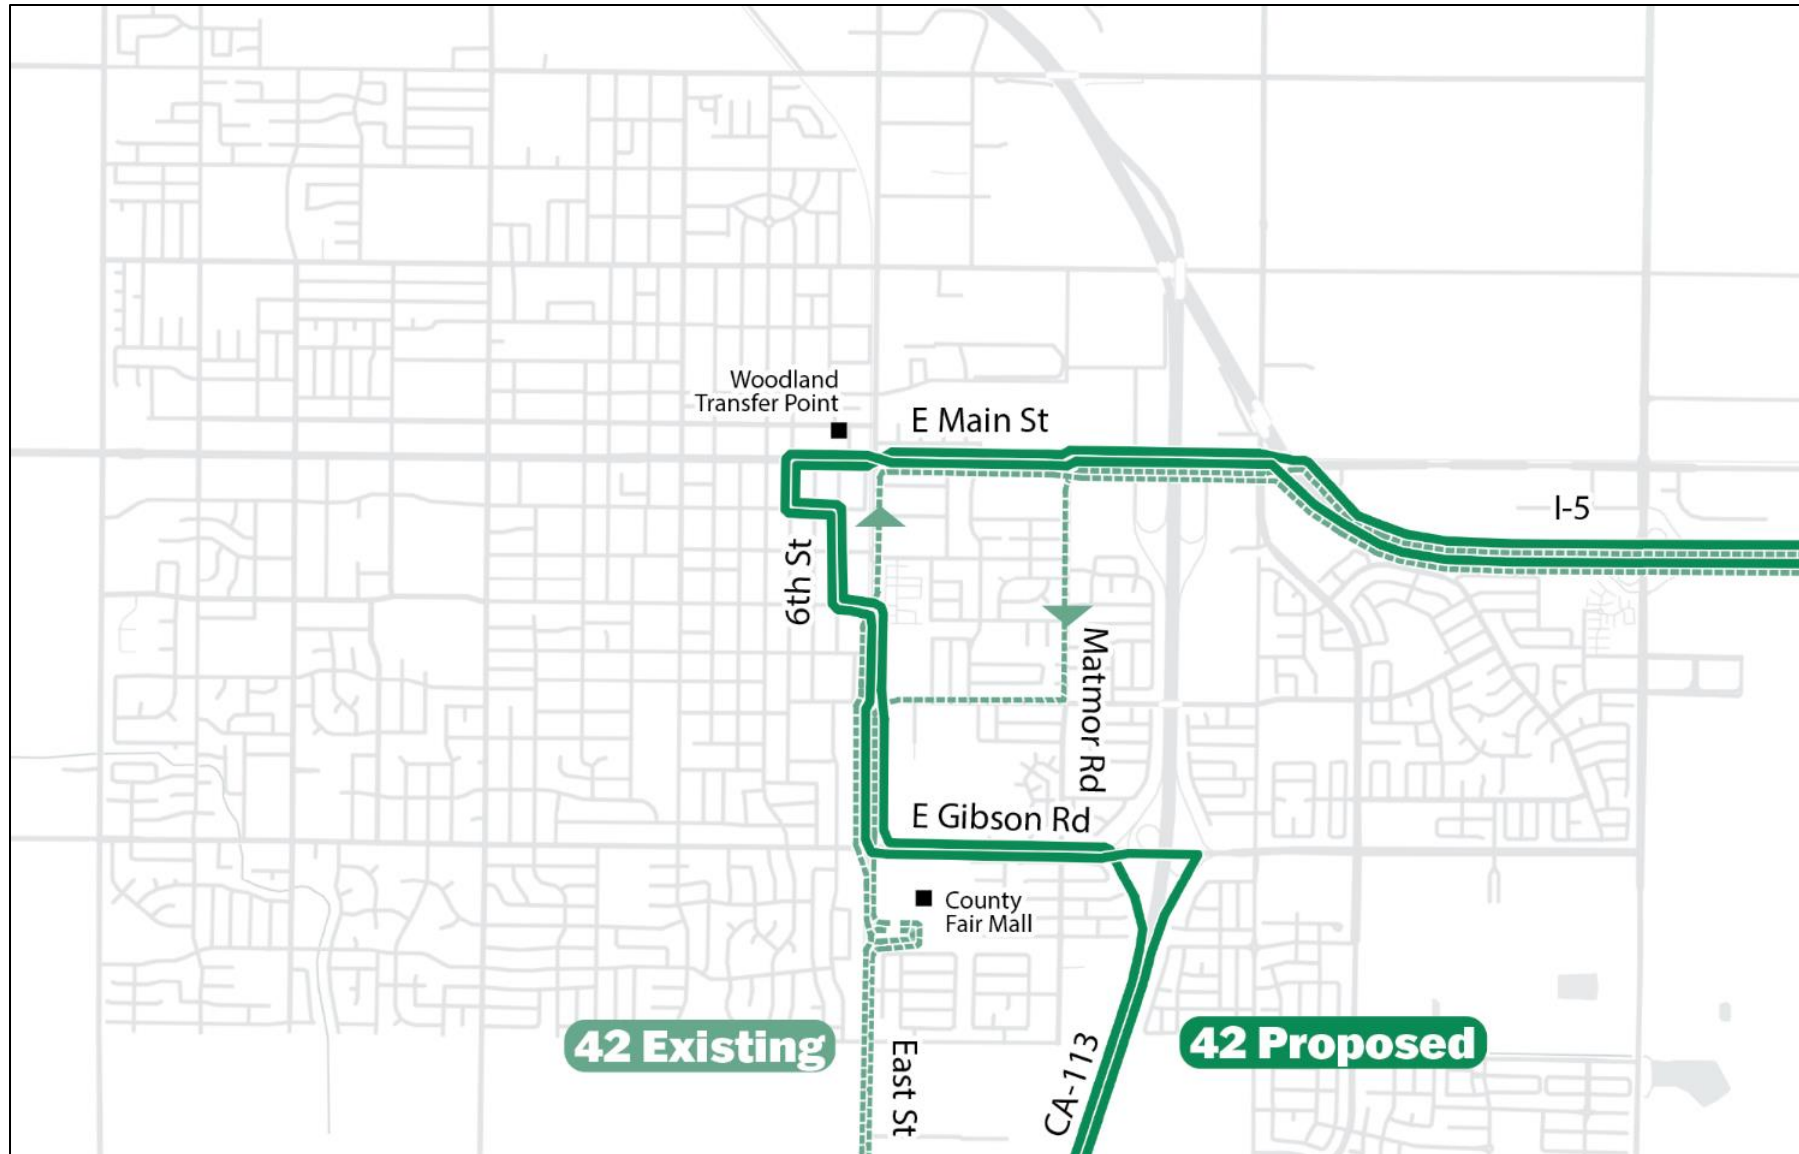 Woodland
Transfer Point
E Main St
I-5
6th St
Matmor Rd
E Gibson Rd
County
Fair Mall
42 Existing
East St
CA-113
42 Proposed